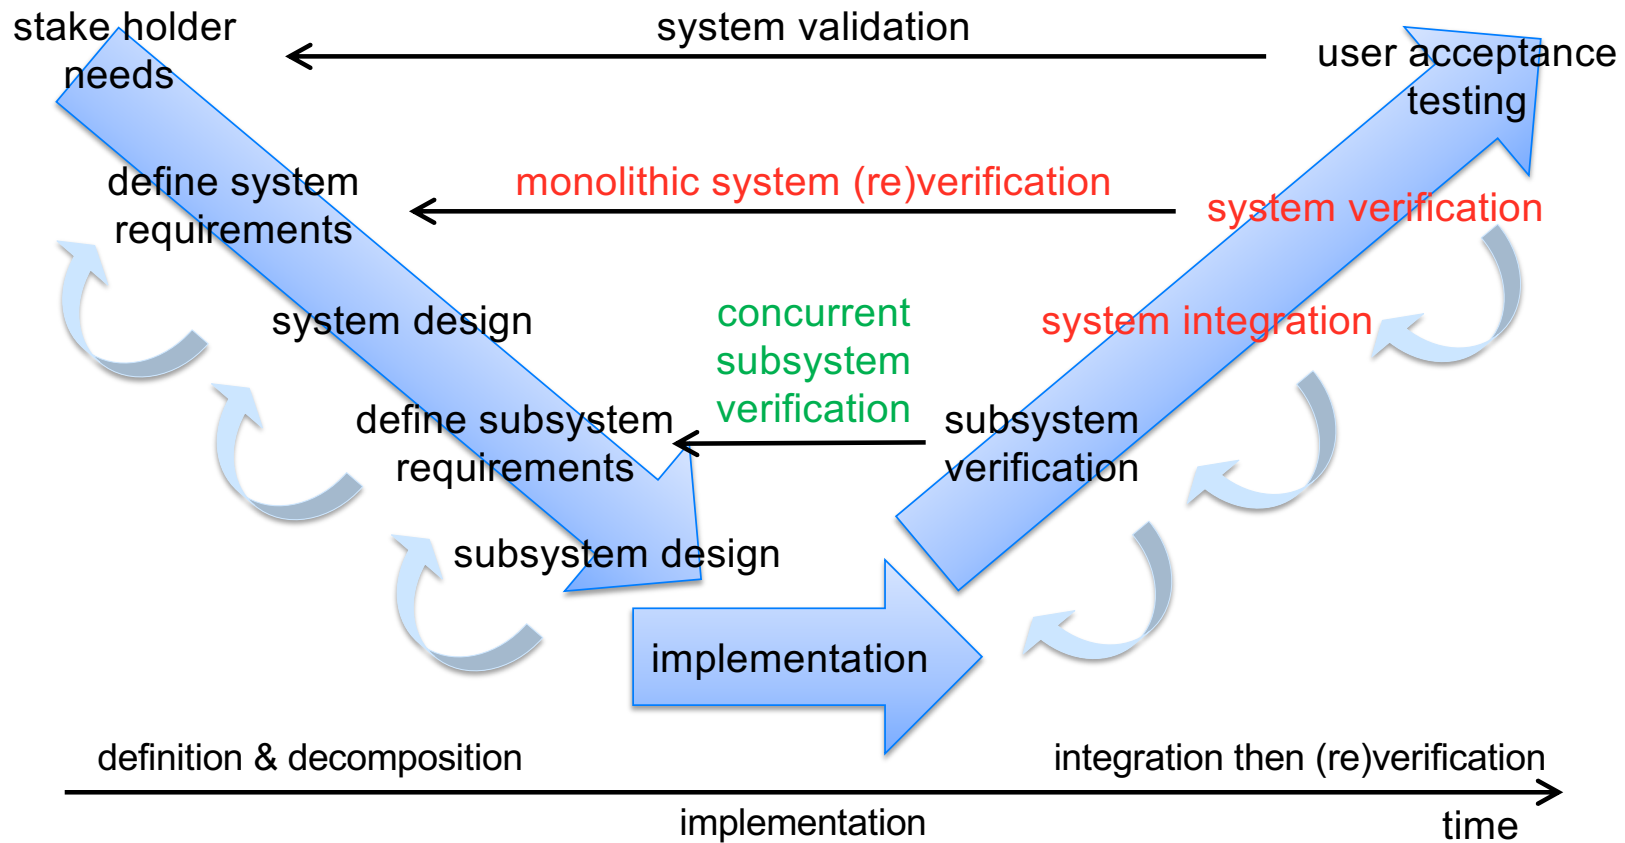 stake holder
needs
system validation
user acceptance
testing
define system
requirements
monolithic system (re)verification
system verification
system design
concurrent
subsystem
verification
system integration
define subsystem
requirements
subsystem
verification
subsystem design
implementation
definition & decomposition
integration then (re)verification
implementation
time